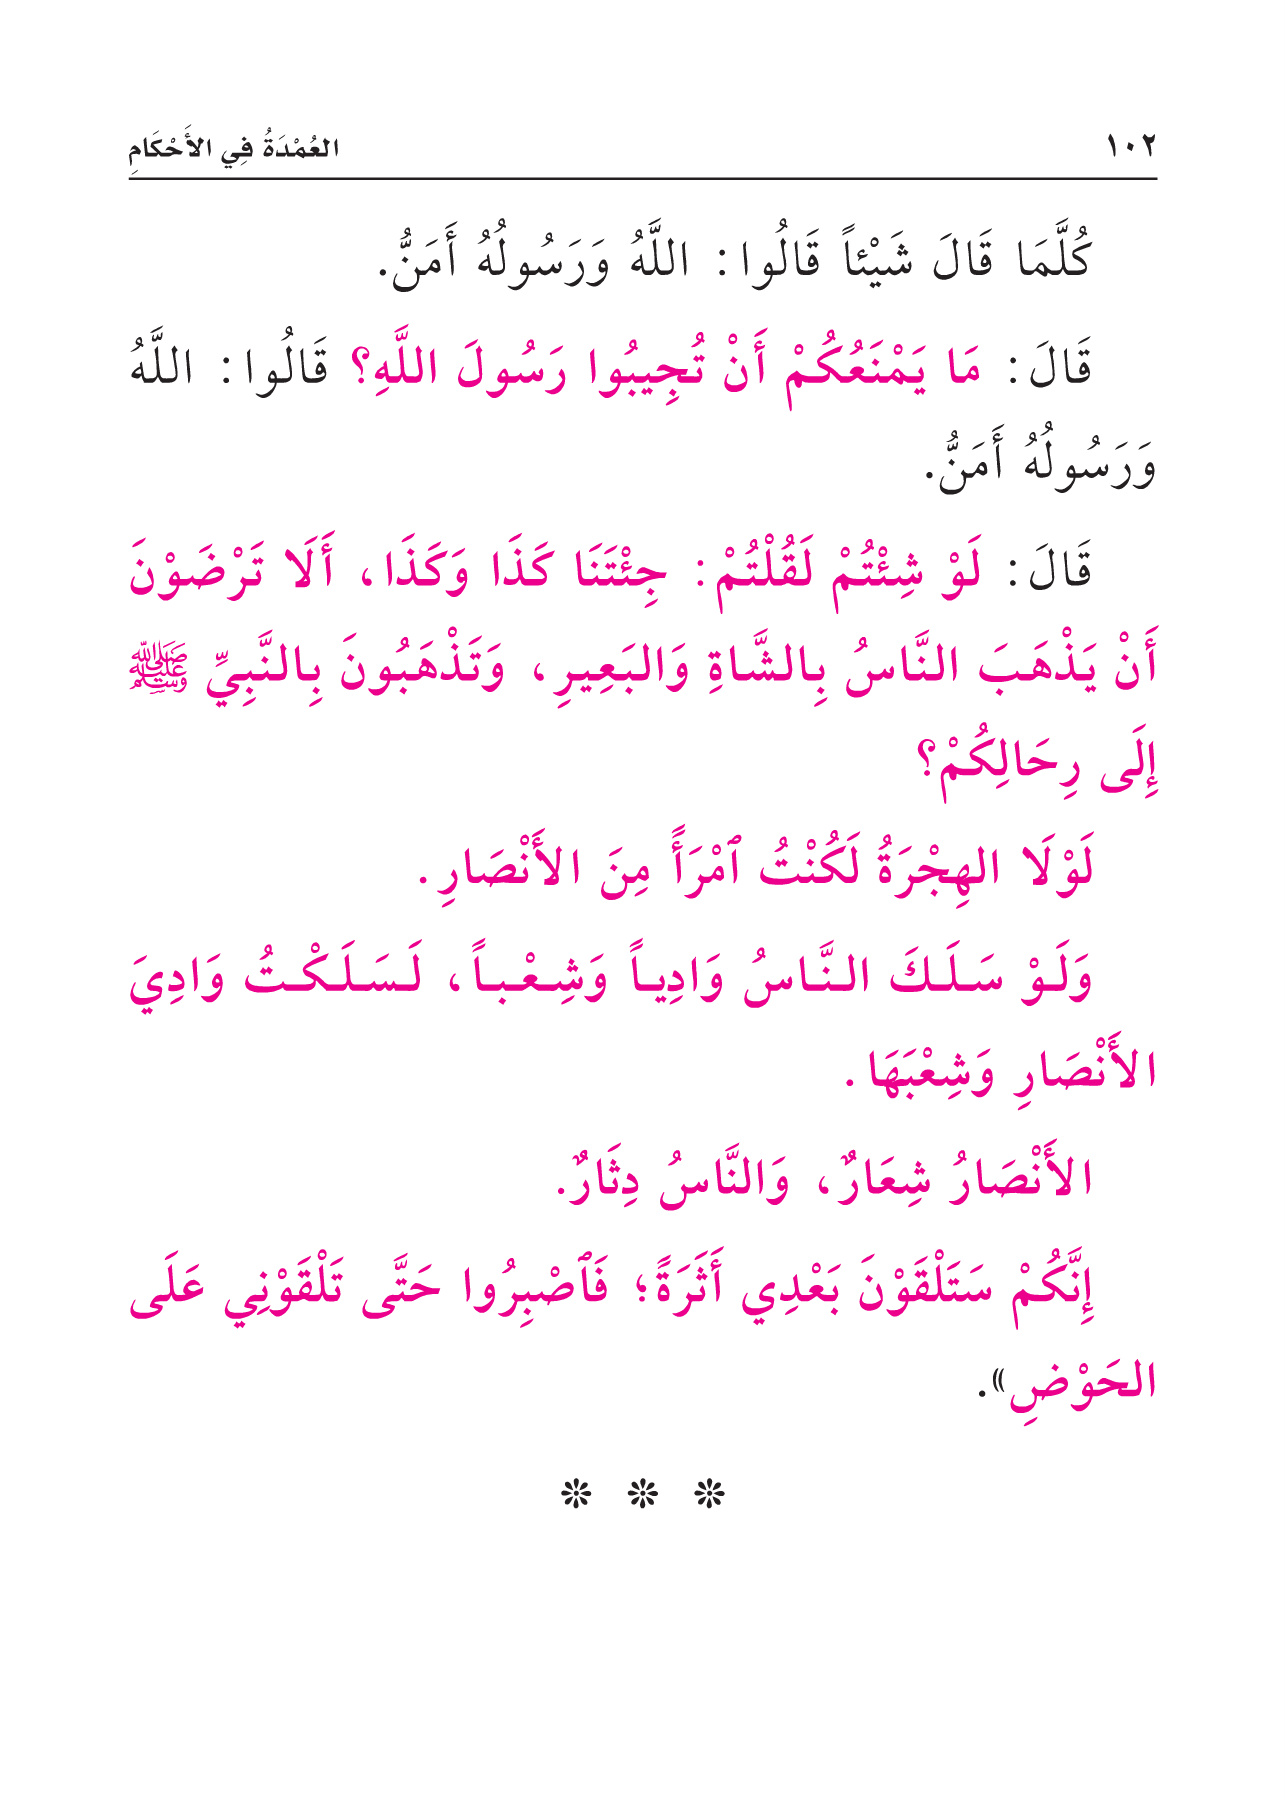 ١٠٢ العُمْدَةُ فِي الأَحْكَامِ
كُلَّمَا قَالَ شَيْئاً قَالُوا: اللَّهُ وَرَسُولُهُ أَمَنُّ.
قَالَ: مَا يَمْنَعُكُمْ أَنْ تُجِيبُوا رَسُولَ اللَّهِ؟ قَالُوا: اللَّهُ
وَرَسُولُهُ أَمَنُّ.
قَالَ: لَوْ شِئْتُمْ لَقُلْتُمْ: جِئْتَنَا كَذَا وَكَذَا، أَلَا تَرْضَوْنَ
أَنْ يَذْهَبَ النَّاسُ بِالشَّاةِ وَالبَعِيرِ، وَتَذْهَبُونَ بِالنَّبِيِّ ﷺ
إِلَى رِحَالِكُمْ؟
لَوْلَا الهِجْرَةُ لَكُنْتُ ٱمْرَأً مِنَ الأَنْصَارِ.
وَلَوْ سَلَكَ النَّاسُ وَادِياً وَشِعْباً، لَسَلَكْتُ وَادِيَ
الأَنْصَارِ وَشِعْبَهَا.
الأَنْصَارُ شِعَارٌ، وَالنَّاسُ دِثَارٌ.
إِنَّكُمْ سَتَلْقَوْنَ بَعْدِي أَثَرَةً؛ فَٱصْبِرُوا حَتَّى تَلْقَوْنِي عَلَى
الحَوْضِ».